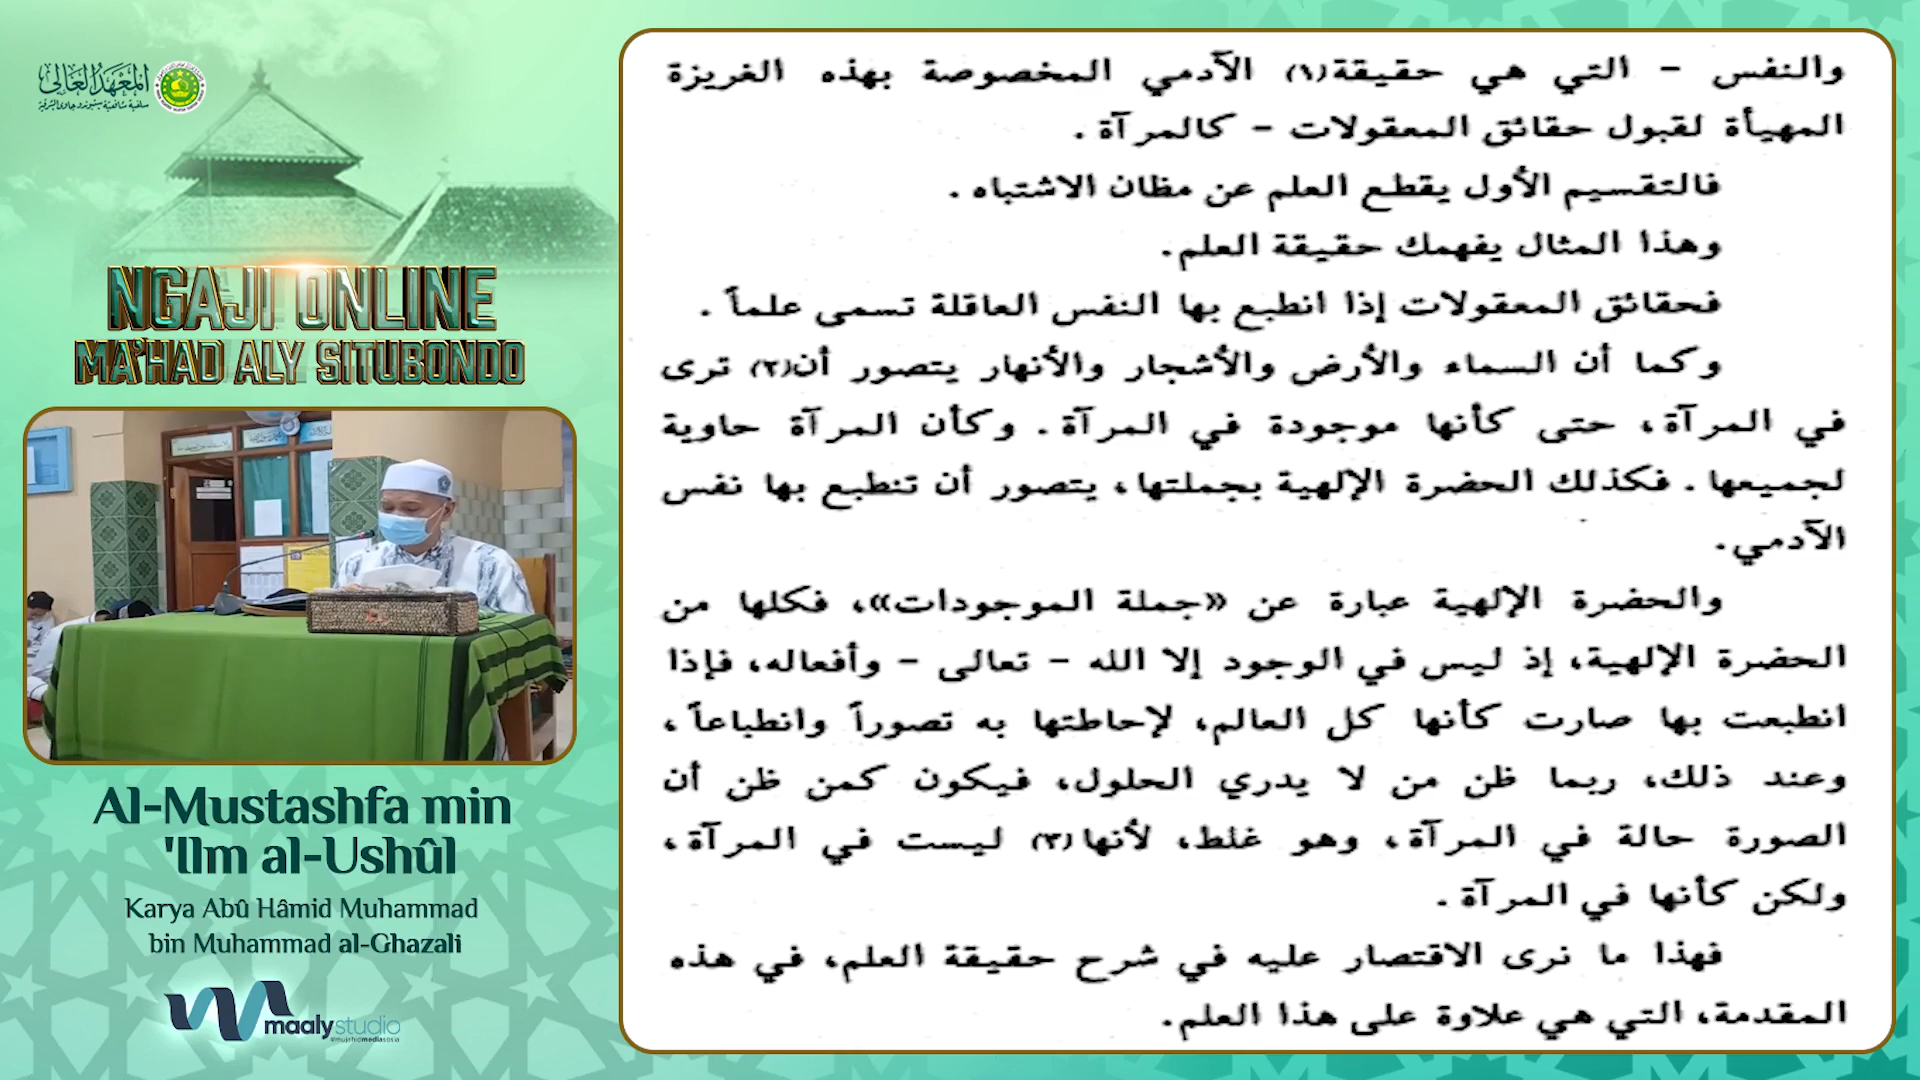 المعهد العالي
NGAJI ONLINE
MA'HAD ALY SITUBONDO
Al-Mustashfa min
'Ilm al-Ushûl
Karya Abû Hâmid Muhammad
bin Muhammad al-Ghazali
maalystudio
#mujahidmediasosia
والنفس - التي هي حقيقة(١) الآدمي المخصوصة بهذه الغريزة
المهيأة لقبول حقائق المعقولات - كالمرآة .
فالتقسيم الأول يقطع العلم عن مظان الاشتباه .
وهذا المثال يفهمك حقيقة العلم.
فحقائق المعقولات إذا انطبع بها النفس العاقلة تسمى علماً .
وكما أن السماء والأرض والأشجار والأنهار يتصور أن(٢) ترى
في المرآة، حتى كأنها موجودة في المرآة . وكأن المرآة حاوية
لجميعها . فكذلك الحضرة الإلهية بجملتها، يتصور أن تنطبع بها نفس
الآدمي.
والحضرة الإلهية عبارة عن «جملة الموجودات»، فكلها من
الحضرة الإلهية، إذ ليس في الوجود إلا الله - تعالى - وأفعاله، فإذا
انطبعت بها صارت كأنها كل العالم، لإحاطتها به تصوراً وانطباعاً،
وعند ذلك، ربما ظن من لا يدري الحلول، فيكون كمن ظن أن
الصورة حالة في المرآة، وهو غلط، لأنها(٣) ليست في المرآة،
ولكن كأنها في المرآة .
فهذا ما نرى الاقتصار عليه في شرح حقيقة العلم، في هذه
المقدمة، التي هي علاوة على هذا العلم.